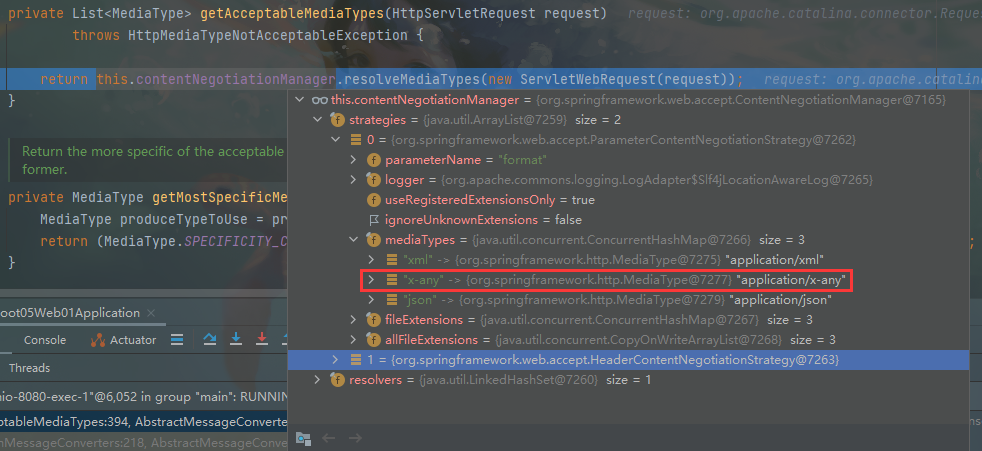 private List<MediaType> getAcceptableMediaTypes(HttpServletRequest request) request: org.apache.catalina.connector.Reque
throws HttpMediaTypeNotAcceptableException {
return this.contentNegotiationManager.resolveMediaTypes(new ServletWebRequest(request)); request: org.apache.catalin
}
this.contentNegotiationManager = {org.springframework.web.accept.ContentNegotiationManager@7165}
strategies = {java.util.ArrayList@7259} size = 2
0 = {org.springframework.web.accept.ParameterContentNegotiationStrategy@7262}
Return the more specific of the acceptable
former.
parameterName = "format"
logger = {org.apache.commons.logging.LogAdapter$Slf4jLocationAwareLog@7265}
private MediaType getMostSpecificMe
useRegisteredExtensionsOnly = true
MediaType produceTypeToUse = pr
ignoreUnknownExtensions = false
return (MediaType.SPECIFICITY_C
mediaTypes = {java.util.concurrent.ConcurrentHashMap@7266} size = 3 ;
}
"xml" -> {org.springframework.http.MediaType@7275} "application/xml"
"x-any" -> {org.springframework.http.MediaType@7277} "application/x-any"
"json" -> {org.springframework.http.MediaType@7279} "application/json"
oot05Web01Application
fileExtensions = {java.util.concurrent.ConcurrentHashMap@7267} size = 3
Console Actuator
allFileExtensions = {java.util.concurrent.CopyOnWriteArrayList@7268} size = 3
1 = {org.springframework.web.accept.HeaderContentNegotiationStrategy@7263}
Threads
resolvers = {java.util.LinkedHashSet@7260} size = 1
nio-8080-exec-1"@6,052 in group "main": RUNNIN
ptableMediaTypes:394, AbstractMessageConverte
nMessageConverters:218, AbstractMessageConve